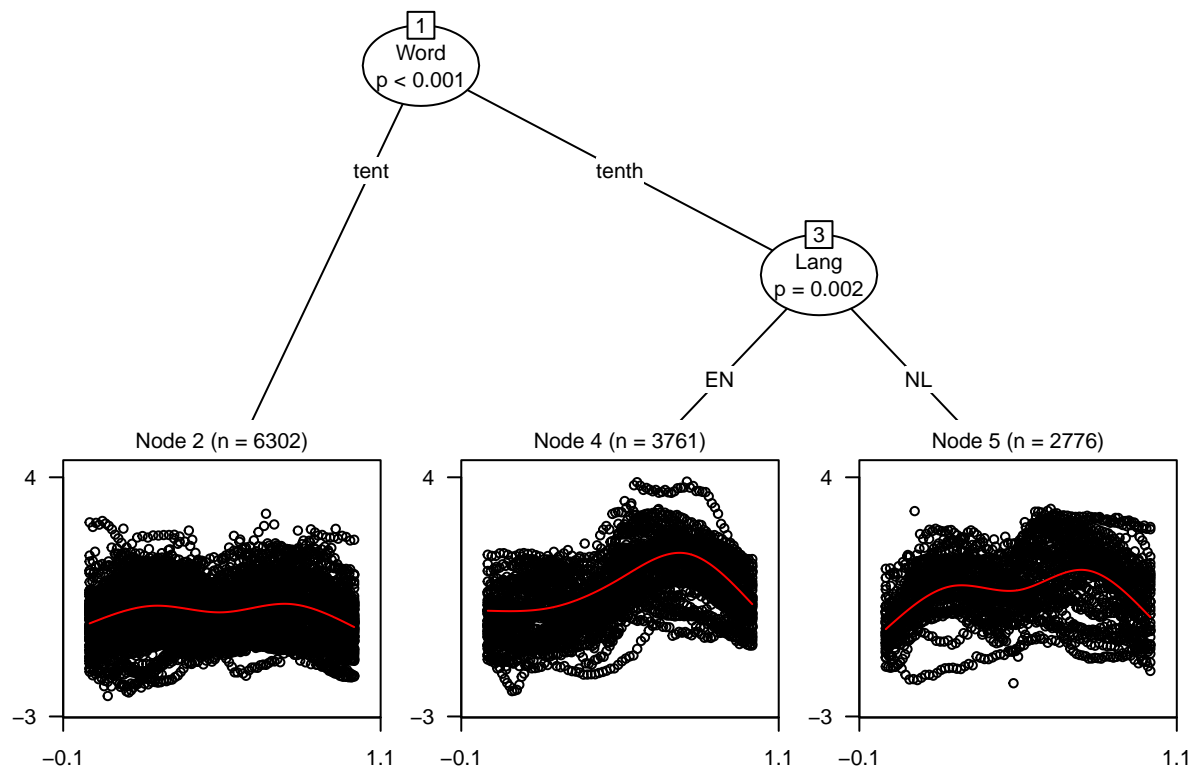 1
Word
p < 0.001
tent
tenth
3
Lang
p = 0.002
EN
NL
Node 2 (n = 6302)
Node 4 (n = 3761)
Node 5 (n = 2776)
4
4
4
−3
−3
−3
−0.1
1.1
−0.1
1.1
−0.1
1.1